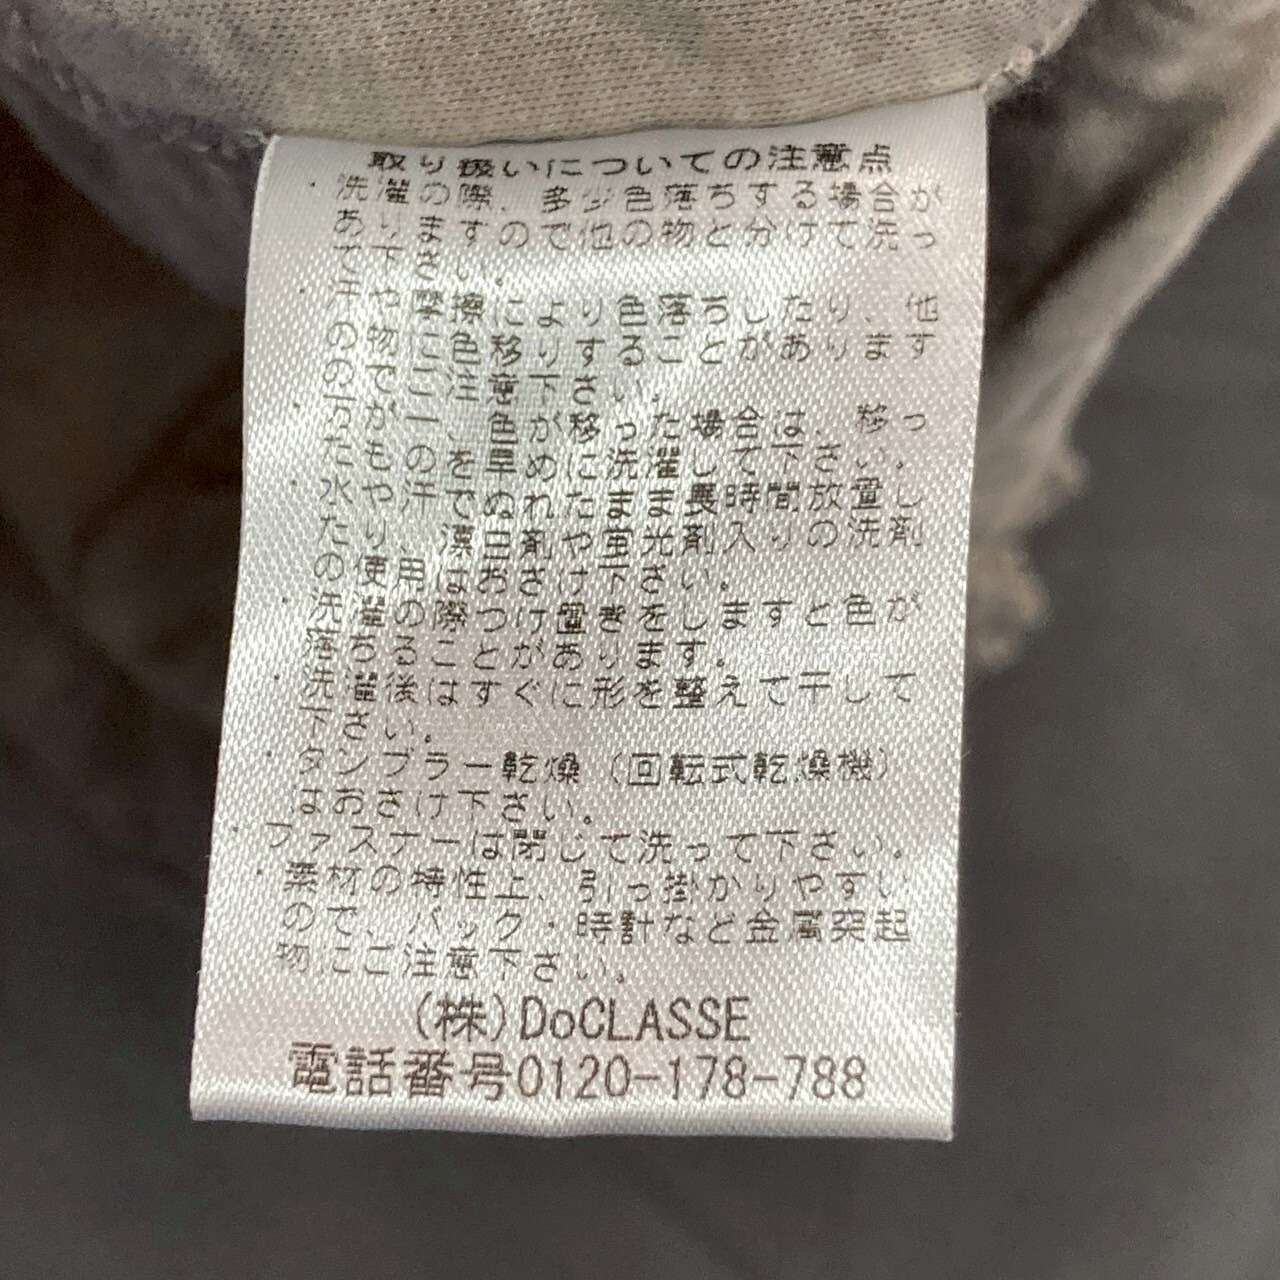 取り扱いについての注意点
・洗濯の際、多少色落ちする場合が
ありますので他の物と分けて洗っ
て下さい。
・汗や摩擦により色落ちしたり、他
の物に色移りすることがあります
のでご注意下さい。
・万が一、色が移った場合は、移っ
たものを早めに洗濯して下さい。
・水や汗でぬれたまま長時間放置し
たり、漂白剤や蛍光剤入りの洗剤
の使用はおさけ下さい。
・洗濯の際つけ置きをしますと色が
落ちることがあります。
・洗濯後はすぐに形を整えて干して
下さい。
・タンブラー乾燥（回転式乾燥機）
はおさけ下さい。
・ファスナーは閉じて洗って下さい。
・素材の特性上、引っ掛かりやすい
ので、バック・時計など金属突起
物にご注意下さい。
(株)DoCLASSE
電話番号0120-178-788